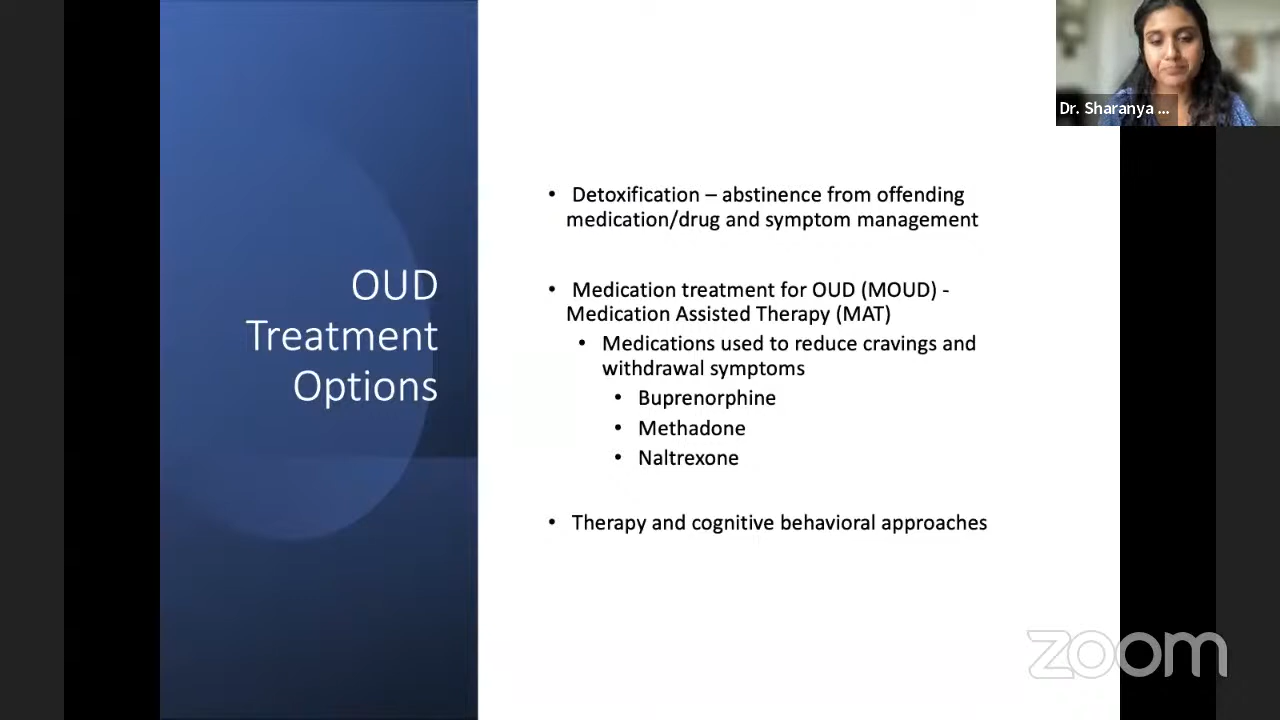 Dr. Sharanya ...
OUD
Treatment
Options
• Detoxification – abstinence from offending
medication/drug and symptom management
• Medication treatment for OUD (MOUD) -
Medication Assisted Therapy (MAT)
• Medications used to reduce cravings and
withdrawal symptoms
• Buprenorphine
• Methadone
• Naltrexone
• Therapy and cognitive behavioral approaches
zoom